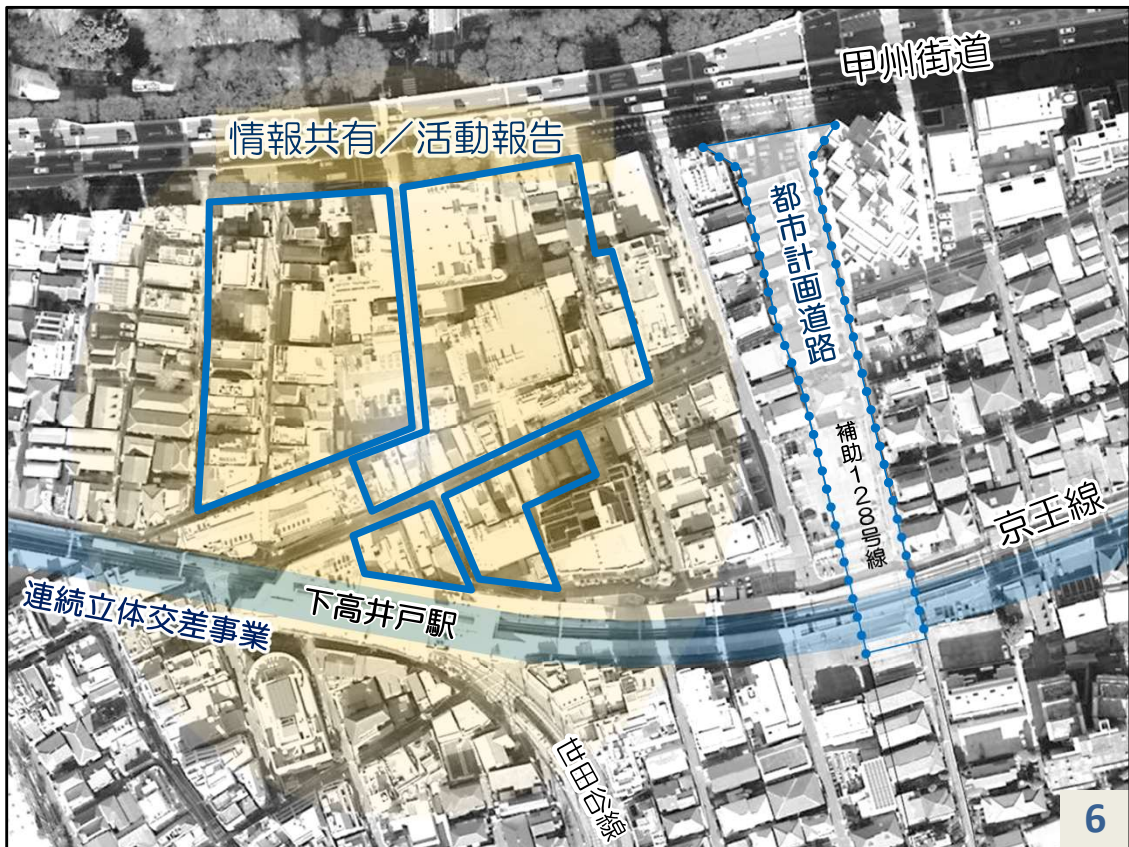 甲州街道
情報共有／活動報告
都市計画道路
補助128号線
京王線
連続立体交差事業
下高井戸駅
世田谷線
6